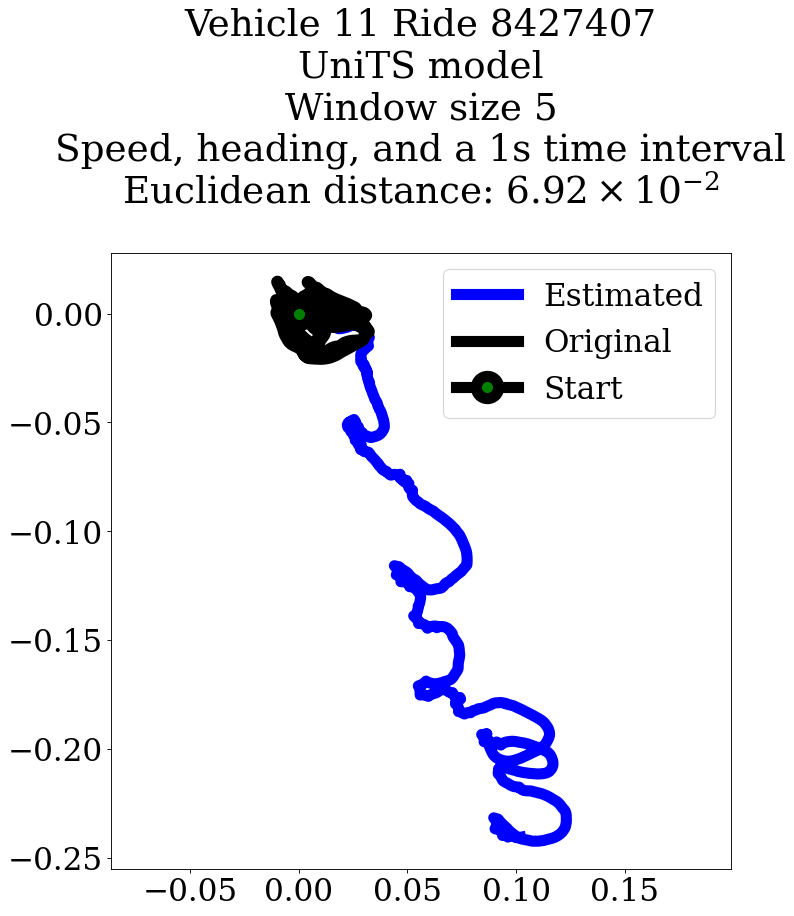 Vehicle 11 Ride 8427407
UniTS model
Window size 5
Speed, heading, and a 1s time interval
Euclidean distance: 6.92 × 10⁻²
Estimated
Original
Start
0.00
−0.05
−0.10
−0.15
−0.20
−0.25
−0.05 0.00 0.05 0.10 0.15